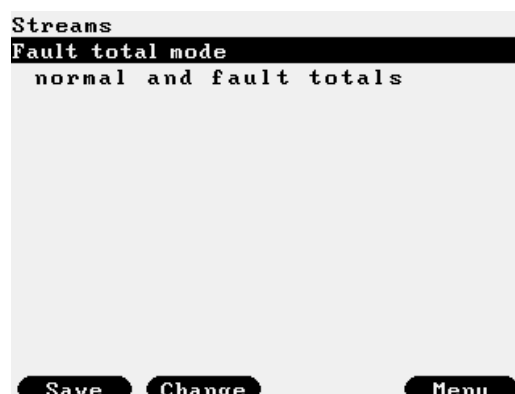 Streams
Fault total mode
normal and fault totals
Save Change Menu